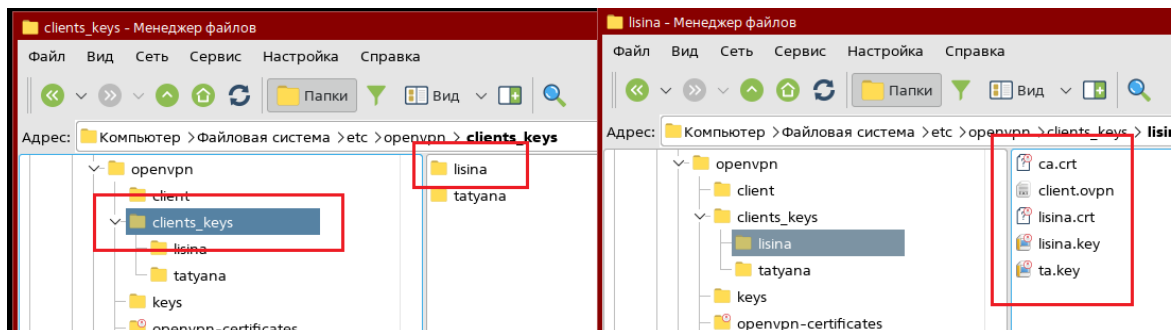 clients_keys - Менеджер файлов
Файл Вид Сеть Сервис Настройка Справка
Папки Вид
Адрес: Компьютер >Файловая система >etc >openvpn > clients_keys
openvpn
client
clients_keys
lisina
tatyana
keys
openvpn-certificates
lisina
tatyana
lisina - Менеджер файлов
Файл Вид Сеть Сервис Настройка Справка
Папки Вид
Адрес: Компьютер >Файловая система >etc >openvpn >clients_keys >
openvpn
client
clients_keys
lisina
tatyana
keys
openvpn-certificates
ca.crt
client.ovpn
lisina.crt
lisina.key
ta.key